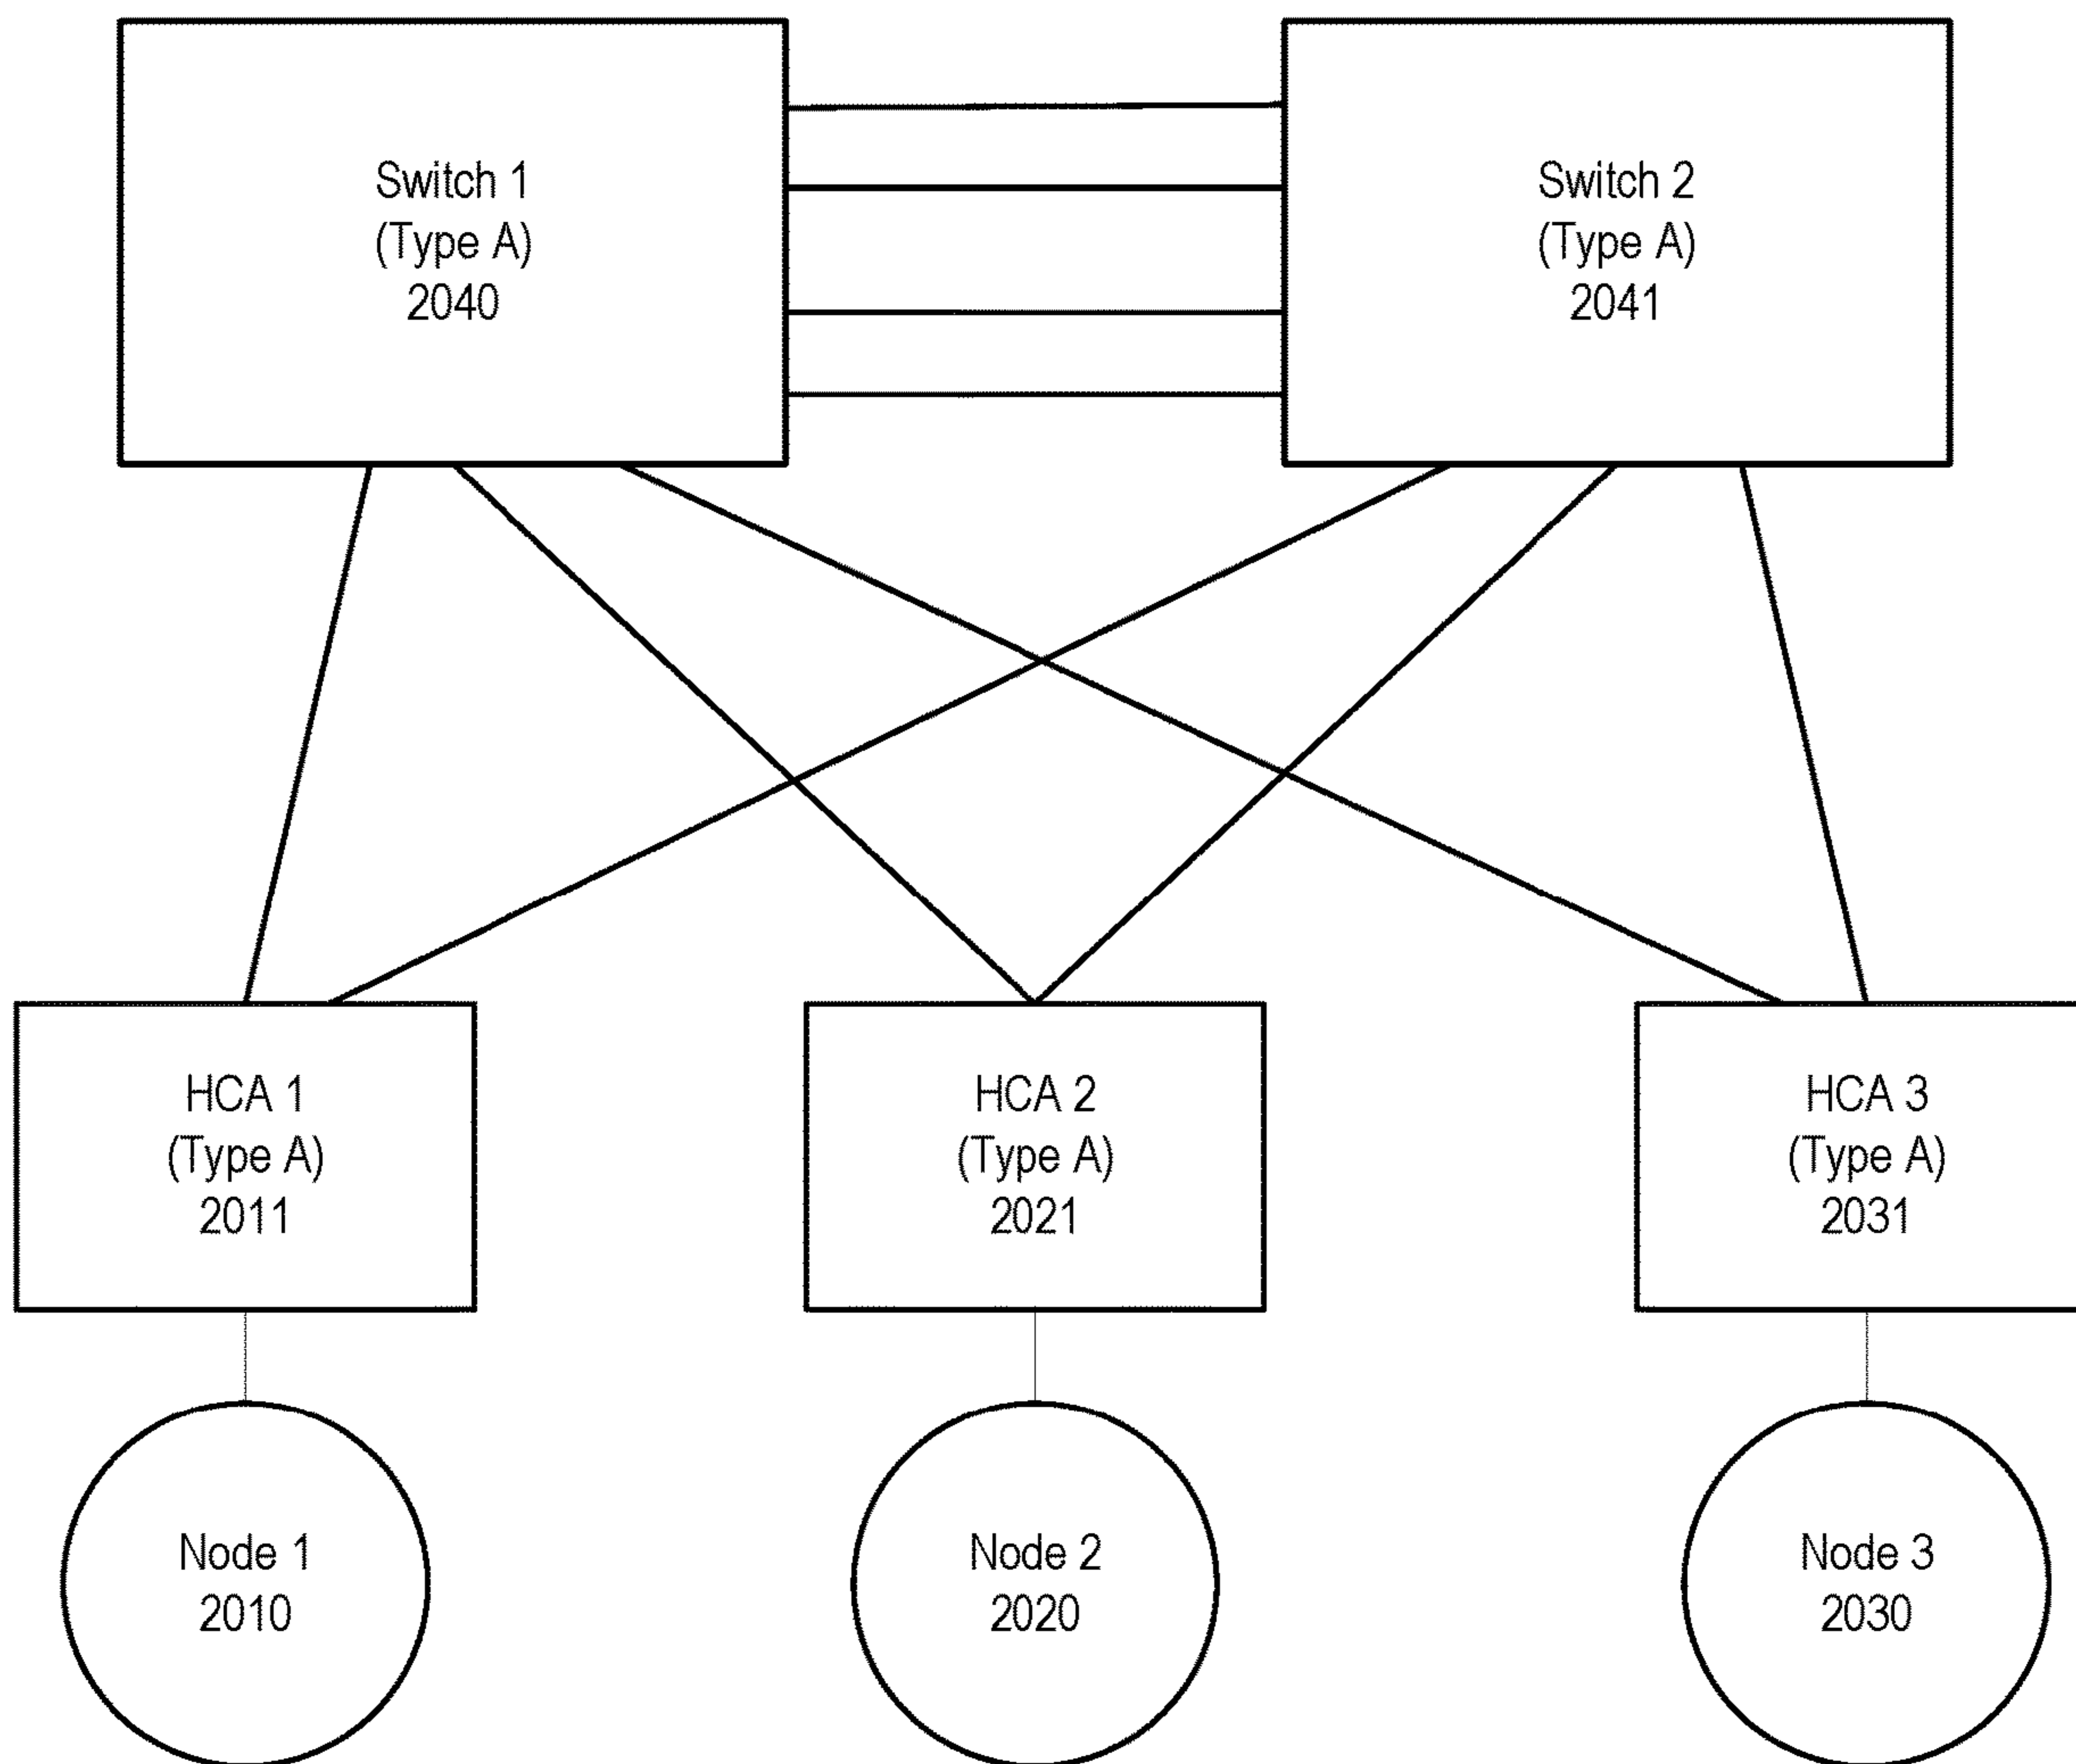 Switch 1
(Type A)
2040
Switch 2
(Type A)
2041
HCA 1
(Type A)
2011
HCA 2
(Type A)
2021
HCA 3
(Type A)
2031
Node 1
2010
Node 2
2020
Node 3
2030